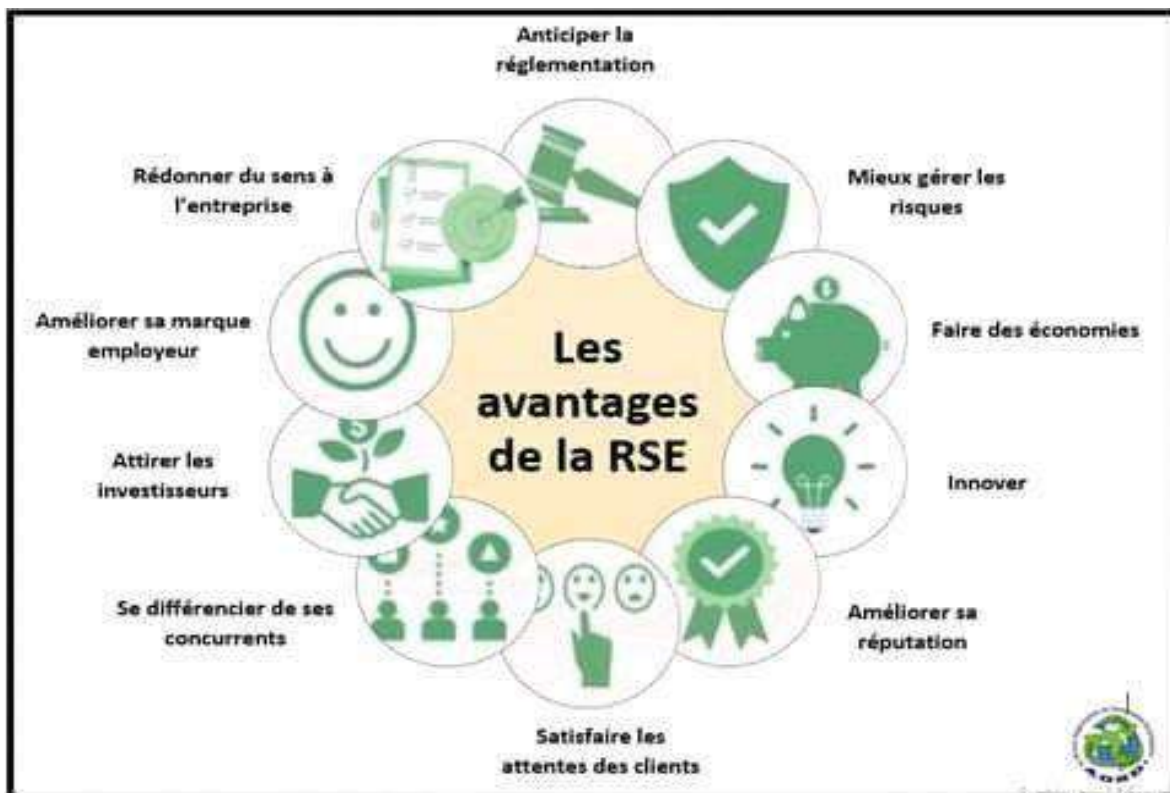 Anticiper la
réglementation
Mieux gérer les
risques
Faire des économies
Innover
Améliorer sa
réputation
Satisfaire les
attentes des clients
Se différencier de ses
concurrents
Attirer les
investisseurs
Améliorer sa marque
employeur
Rédonner du sens à
l'entreprise
Les
avantages
de la RSE